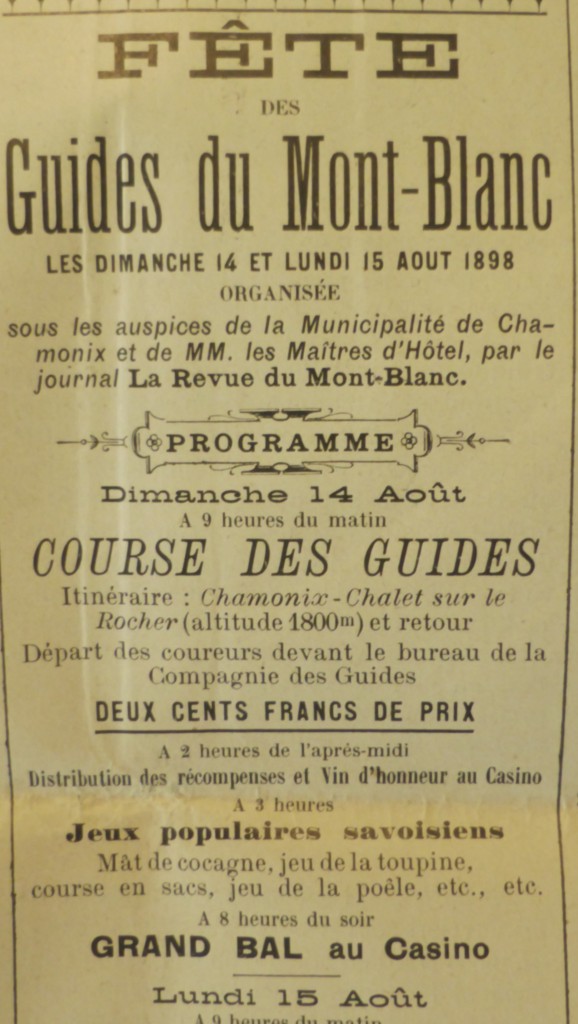 FÊTE
DES
Guides du Mont-Blanc
LES DIMANCHE 14 ET LUNDI 15 AOUT 1898
ORGANISÉE
sous les auspices de la Municipalité de Cha-
monix et de MM. les Maîtres d'Hôtel, par le
journal La Revue du Mont-Blanc.
PROGRAMME
Dimanche 14 Août
A 9 heures du matin
COURSE DES GUIDES
Itinéraire : Chamonix-Chalet sur le
Rocher (altitude 1800m) et retour
Départ des coureurs devant le bureau de la
Compagnie des Guides
DEUX CENTS FRANCS DE PRIX
A 2 heures de l'aprés-midi
Distribution des récompenses et Vin d'honneur au Casino
A 3 heures
Jeux populaires savoisiens
Mât de cocagne, jeu de la toupine,
course en sacs, jeu de la poêle, etc., etc.
A 8 heures du soir
GRAND BAL au Casino
Lundi 15 Août
A 9 heures du matin